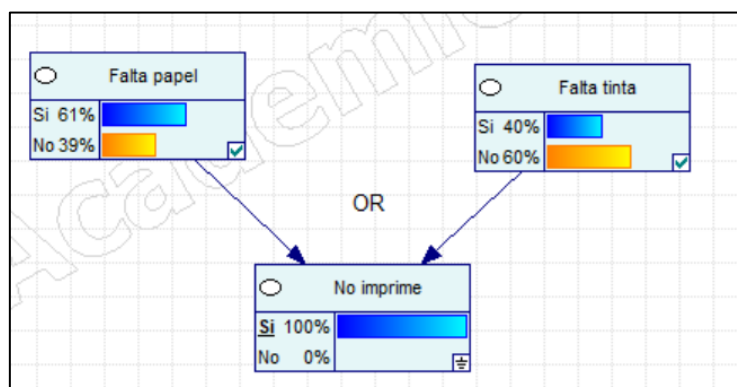 Academic
Falta papel
Si 61%
No 39%
Falta tinta
Si 40%
No 60%
OR
No imprime
Si 100%
No 0%